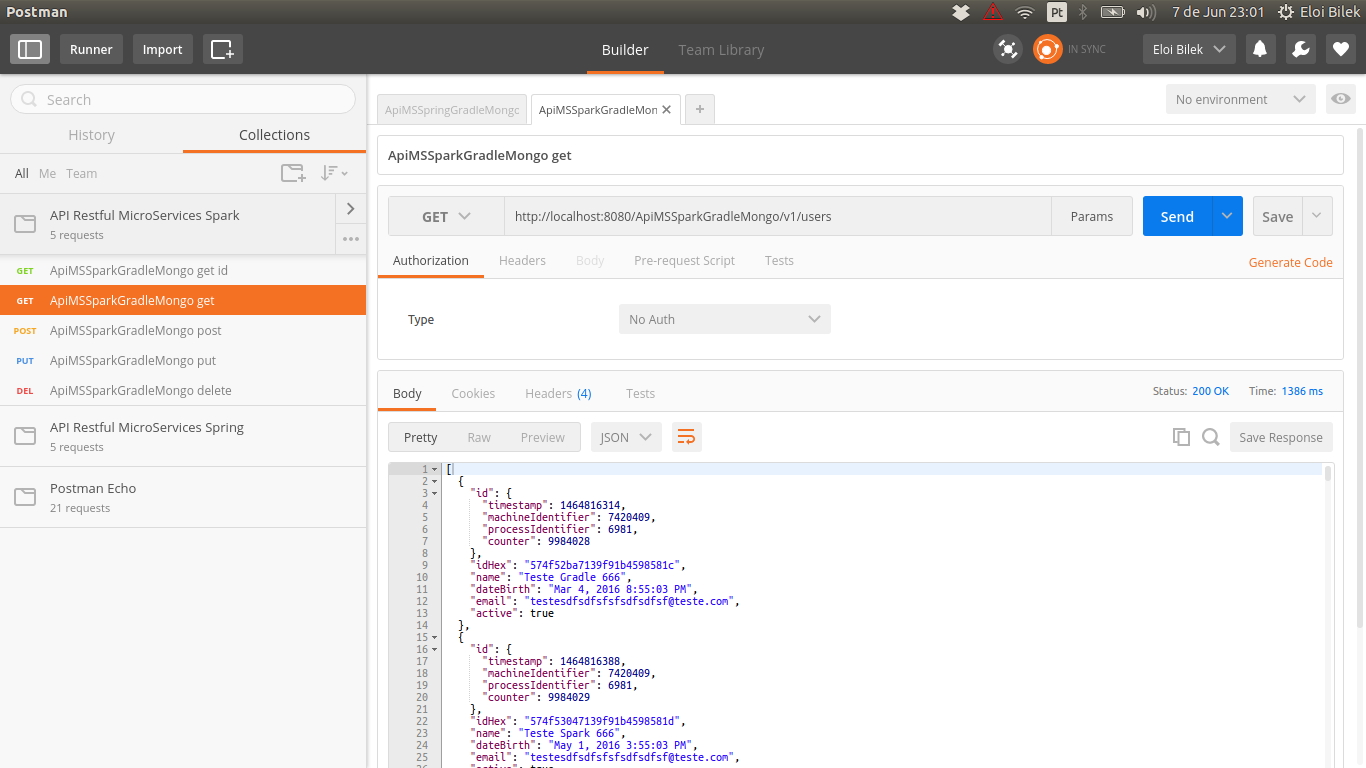 Postman
Pt
7 de Jun 23:01
Eloi Bilek
Runner
Import
Builder
Team Library
IN SYNC
Eloi Bilek
Search
History
Collections
All
Me
Team
API Restful MicroServices Spark
5 requests
GET ApiMSSparkGradleMongo get id
GET ApiMSSparkGradleMongo get
POST ApiMSSparkGradleMongo post
PUT ApiMSSparkGradleMongo put
DEL ApiMSSparkGradleMongo delete
API Restful MicroServices Spring
5 requests
Postman Echo
21 requests
ApiMSSpringGradleMongo
ApiMSSparkGradleMon
No environment
ApiMSSparkGradleMongo get
GET
http://localhost:8080/ApiMSSparkGradleMongo/v1/users
Params
Send
Save
Authorization
Headers
Body
Pre-request Script
Tests
Generate Code
Type
No Auth
Body
Cookies
Headers (4)
Tests
Status: 200 OK
Time: 1386 ms
Pretty
Raw
Preview
JSON
Save Response
1 [
2 {
3 "id": {
4 "timestamp": 1464816314,
5 "machineIdentifier": 7420409,
6 "processIdentifier": 6981,
7 "counter": 9984028
8 },
9 "idHex": "574f52ba7139f91b4598581c",
10 "name": "Teste Gradle 666",
11 "dateBirth": "Mar 4, 2016 8:55:03 PM",
12 "email": "testesdfsdfsfsfsdfsdfsf@teste.com",
13 "active": true
14 },
15 {
16 "id": {
17 "timestamp": 1464816388,
18 "machineIdentifier": 7420409,
19 "processIdentifier": 6981,
20 "counter": 9984029
21 },
22 "idHex": "574f53047139f91b4598581d",
23 "name": "Teste Spark 666",
24 "dateBirth": "May 1, 2016 3:55:03 PM",
25 "email": "testesdfsdfsfsfsdfsdfsf@teste.com",
26 "active": true